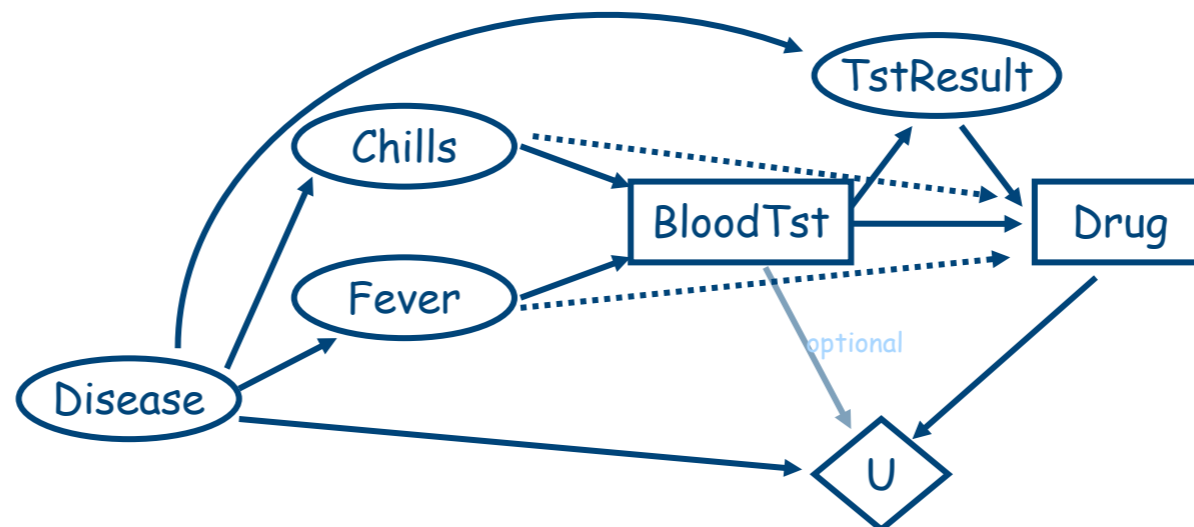 TstResult
Chills
BloodTst
Drug
Fever
optional
Disease
U